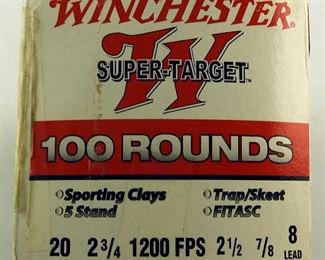 WINCHESTER®
W
SUPER-TARGET™
100 ROUNDS
Sporting Clays Trap/Skeet
5 Stand FITASC
20 2 3/4 1200 FPS 2 1/2 7/8 8
LEAD